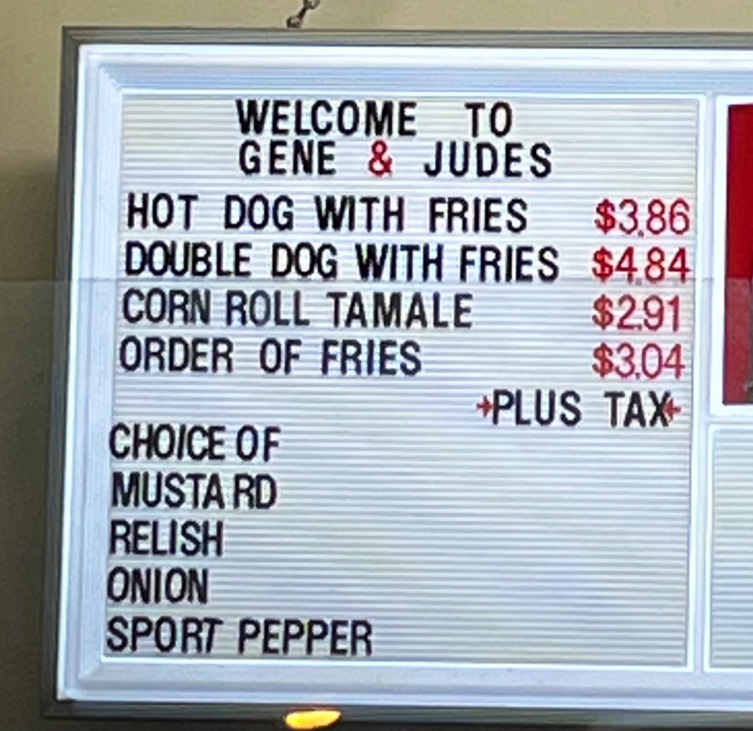 WELCOME TO
GENE & JUDES
HOT DOG WITH FRIES $3.86
DOUBLE DOG WITH FRIES $4.84
CORN ROLL TAMALE $2.91
ORDER OF FRIES $3.04
PLUS TAX
CHOICE OF
MUSTARD
RELISH
ONION
SPORT PEPPER